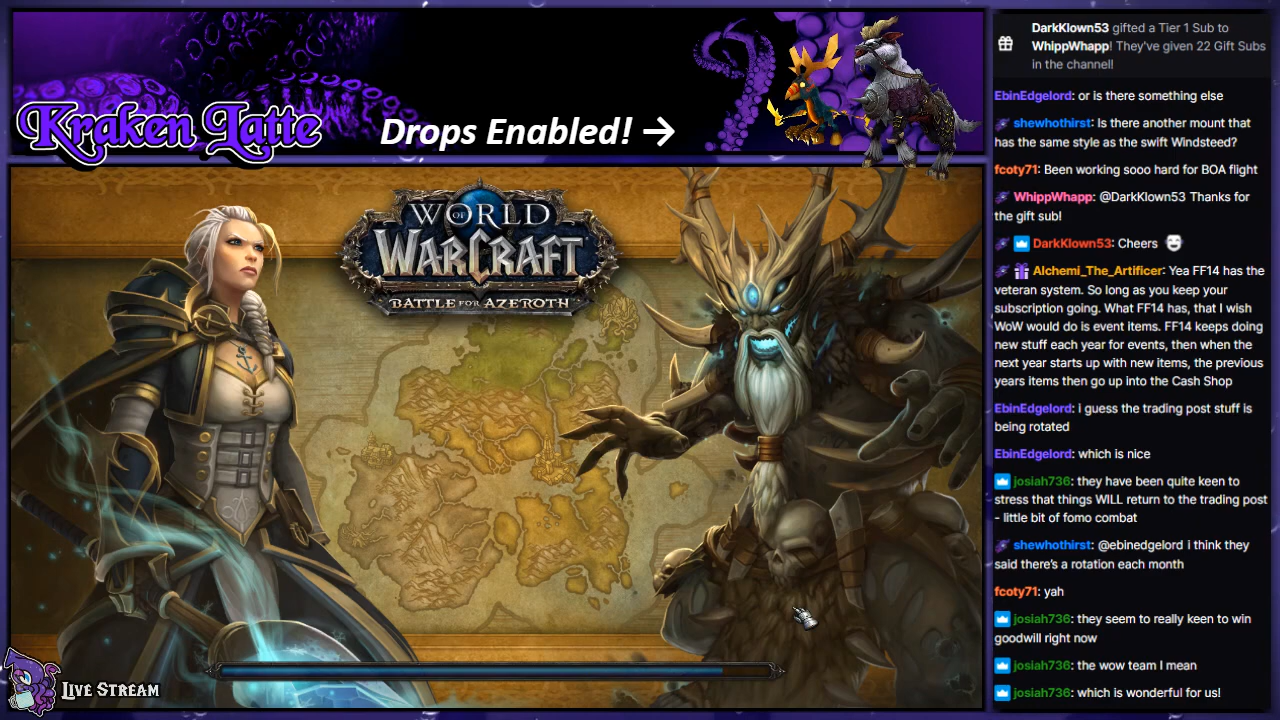 Kraken Latte
Drops Enabled! →
WORLD
OF
WARCRAFT
BATTLE FOR AZEROTH
LIVE STREAM
DarkKlown53 gifted a Tier 1 Sub to
WhippWhapp! They've given 22 Gift Subs
in the channel!
EbinEdgelord: or is there something else
shewhothirst: Is there another mount that
has the same style as the swift Windsteed?
fcoty71: Been working sooo hard for BOA flight
WhippWhapp: @DarkKlown53 Thanks for
the gift sub!
DarkKlown53: Cheers
Alchemi_The_Artificer: Yea FF14 has the
veteran system. So long as you keep your
subscription going. What FF14 has, that I wish
WoW would do is event items. FF14 keeps doing
new stuff each year for events, then when the
next year starts up with new items, the previous
years items then go up into the Cash Shop
EbinEdgelord: i guess the trading post stuff is
being rotated
EbinEdgelord: which is nice
josiah736: they have been quite keen to
stress that things WILL return to the trading post
- little bit of fomo combat
shewhothirst: @ebinedgelord i think they
said there's a rotation each month
fcoty71: yah
josiah736: they seem to really keen to win
goodwill right now
josiah736: the wow team I mean
josiah736: which is wonderful for us!